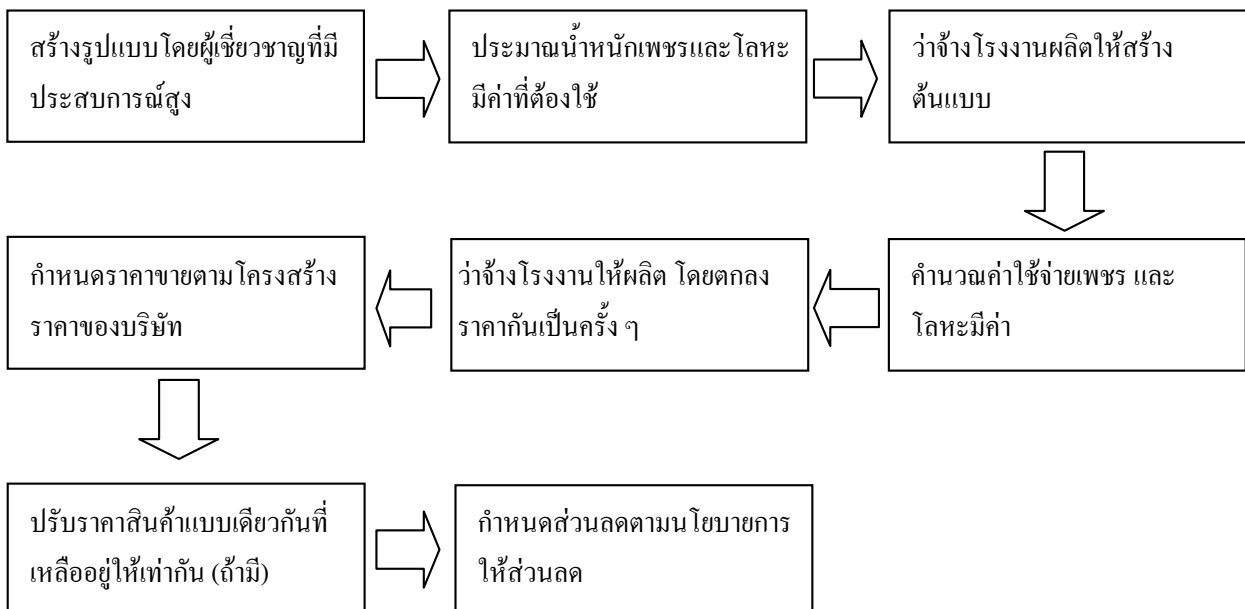 สร้างรูปแบบโดยผู้เชี่ยวชาญที่มี
ประสบการณ์สูง
ประมาณน้ำหนักเพชรและโลหะ
มีค่าที่ต้องใช้
ว่าจ้างโรงงานผลิตให้สร้าง
ต้นแบบ
คำนวณค่าใช้จ่ายเพชร และ
โลหะมีค่า
ว่าจ้างโรงงานให้ผลิต โดยตกลง
ราคากันเป็นครั้ง ๆ
กำหนดราคาขายตามโครงสร้าง
ราคาของบริษัท
ปรับราคาสินค้าแบบเดียวกันที่
เหลืออยู่ให้เท่ากัน (ถ้ามี)
กำหนดส่วนลดตามนโยบายการ
ให้ส่วนลด